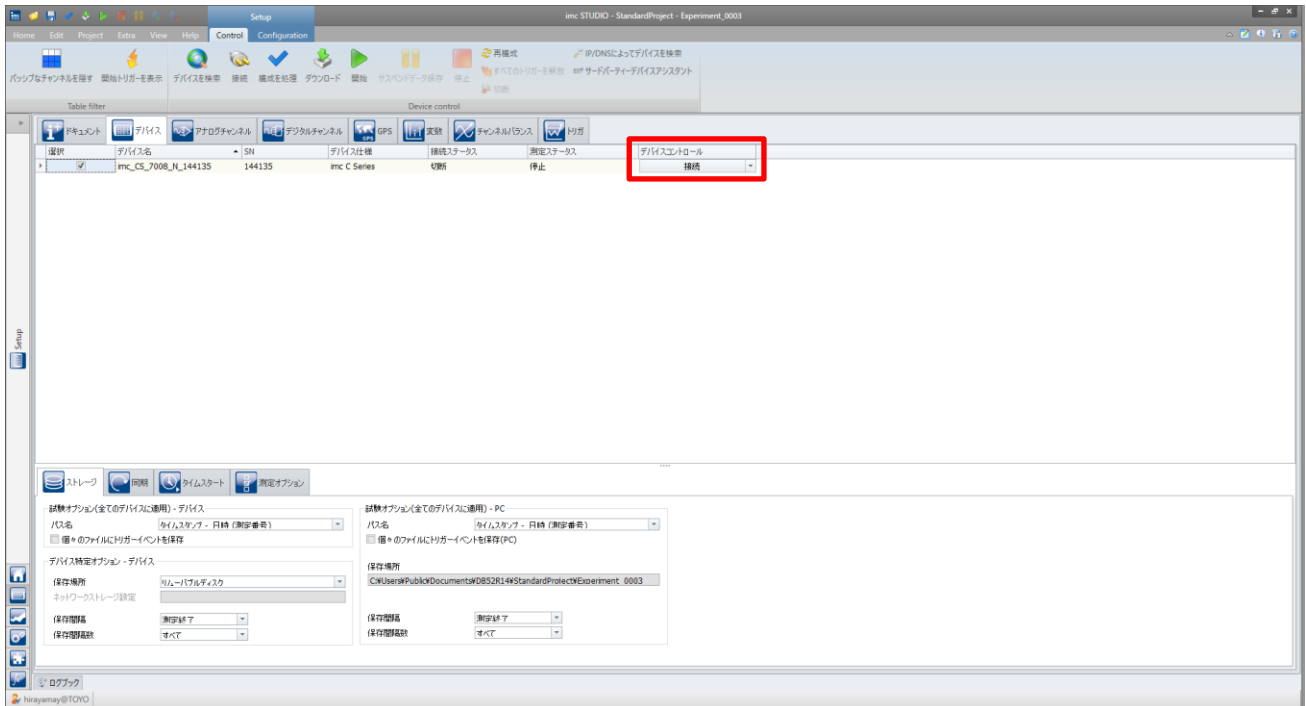 Setup
imc STUDIO - StandardProject - Experiment_0003
Home Edit Project Extra View Help Control Configuration
パッシブなチャンネルを隠す 開始トリガーを表示 デバイスを検索 接続 構成を処理 ダウンロード 開始 サスペンドデータ保存 停止
再構成
すべてのトリガーを解放
切断
IP/DNSによってデバイスを検索
サードパーティーデバイスアシスタント
Table filter
Device control
ドキュメント デバイス アナログチャンネル デジタルチャンネル GPS 変数 チャンネルバランス トリガ
選択 デバイス名 SN デバイス仕様 接続ステータス 測定ステータス デバイスコントロール
imc_CS_7008_N_144135 144135 imc C Series 切断 停止 接続
Setup
ストレージ 同期 タイムスタート 測定オプション
試験オプション(全てのデバイスに適用) - デバイス
パス名 タイムスタンプ - 日時 (測定番号)
個々のファイルにトリガーイベントを保存
デバイス特定オプション - デバイス
保存場所 リムーバブルディスク
ネットワークストレージ設定
保存間隔 測定終了
保存間隔数 すべて
試験オプション(全てのデバイスに適用) - PC
パス名 タイムスタンプ - 日時 (測定番号)
個々のファイルにトリガーイベントを保存(PC)
保存場所
C:¥Users¥Public¥Documents¥DB52R14¥StandardProject¥Experiment_0003
保存間隔 測定終了
保存間隔数 すべて
ログブック
hirayamay@TOYO